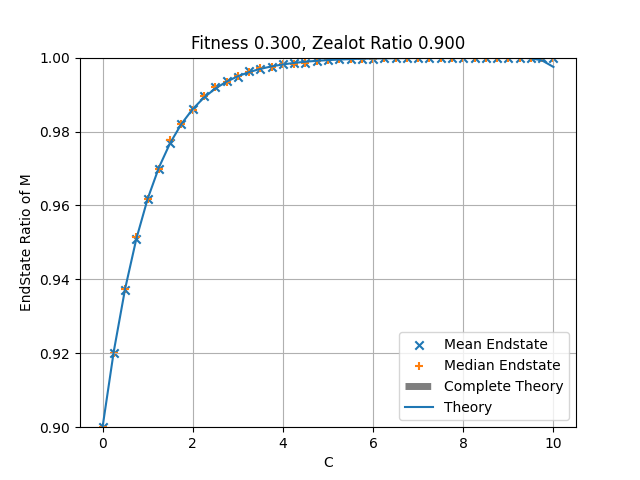 Fitness 0.300, Zealot Ratio 0.900
EndState Ratio of M
1.00
0.98
0.96
0.94
0.92
0.90
0
2
4
6
8
10
C
Mean Endstate
Median Endstate
Complete Theory
Theory